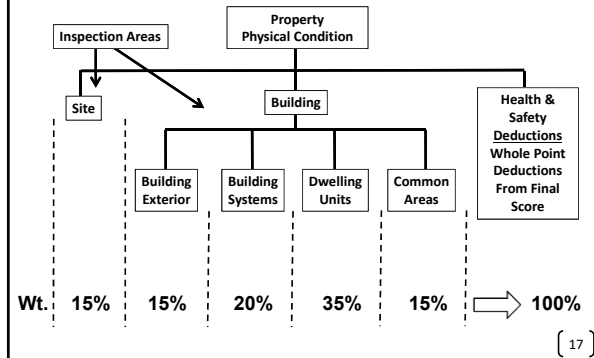 Property
Physical Condition
Inspection Areas
Site
Building
Health &
Safety
Deductions
Whole Point
Deductions
From Final
Score
Building
Exterior
Building
Systems
Dwelling
Units
Common
Areas
Wt. 15% 15% 20% 35% 15% 100%
17